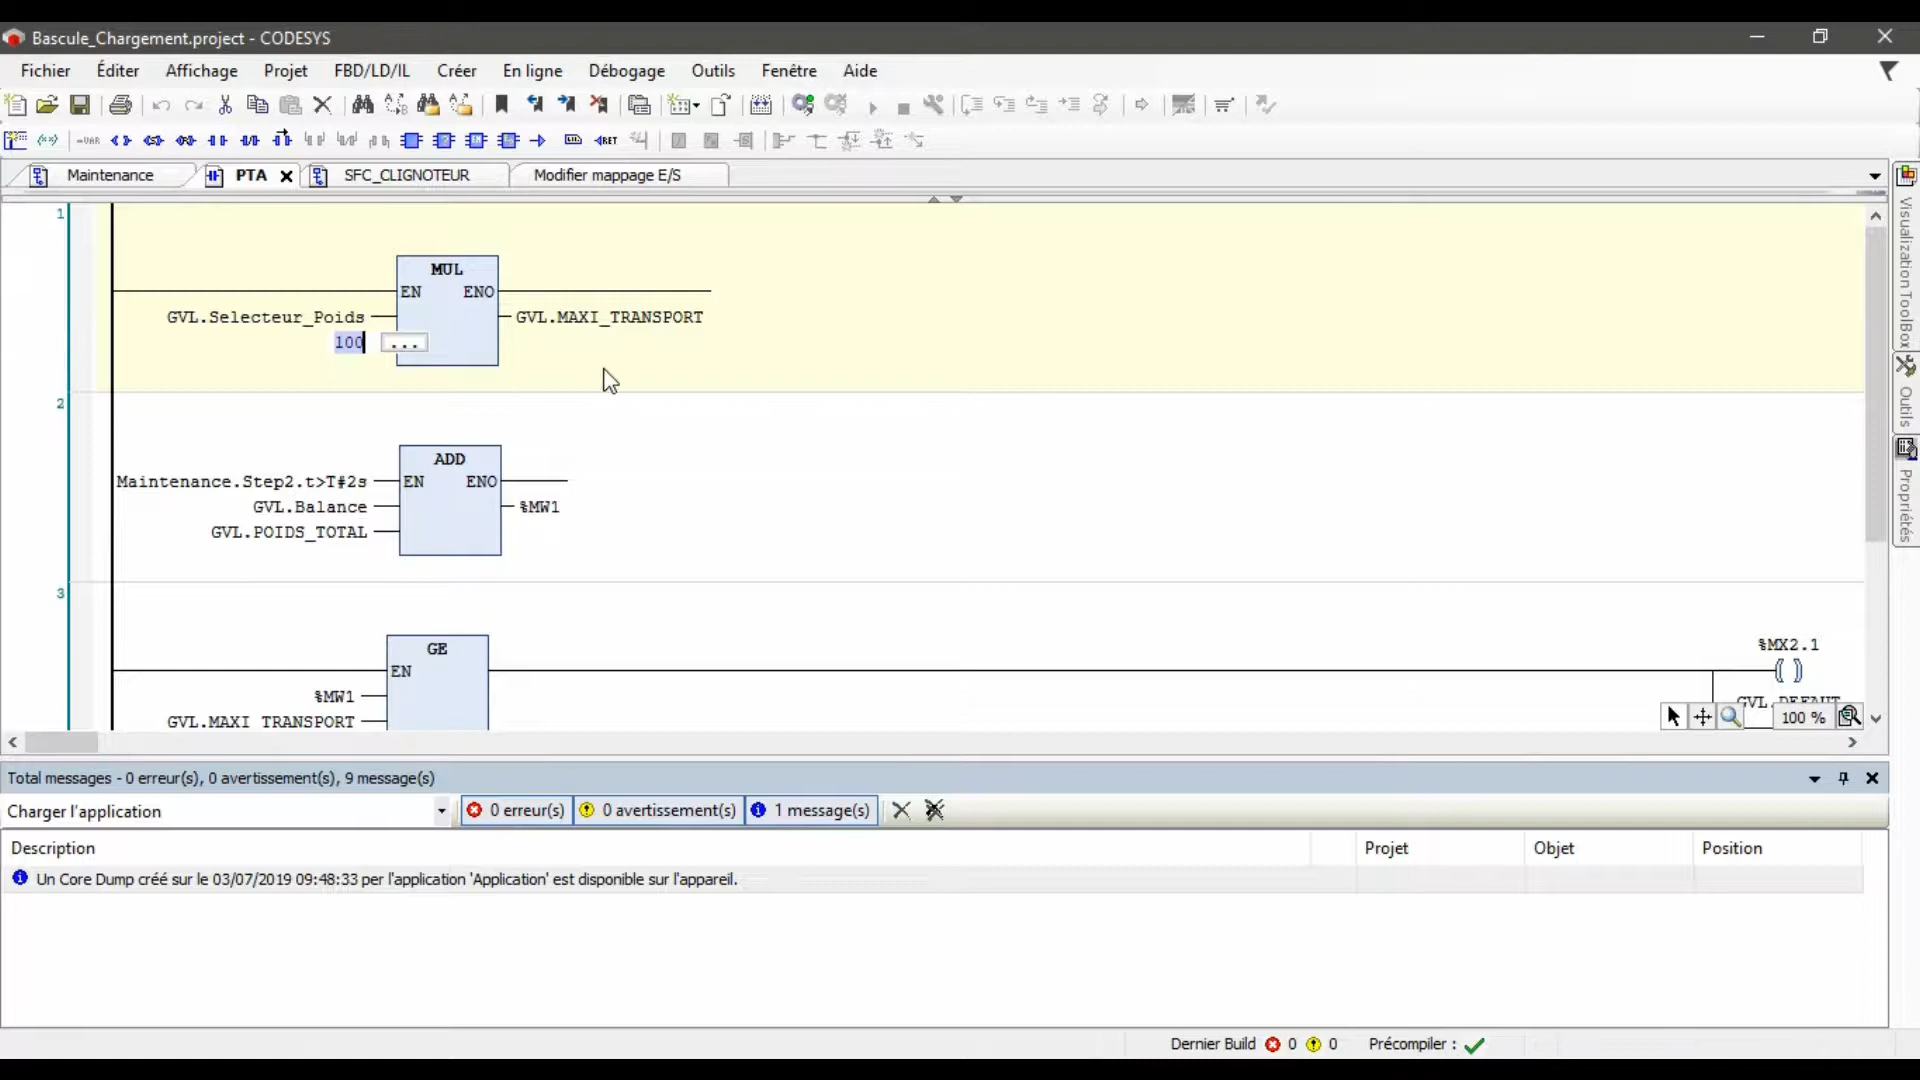 Bascule_Chargement.project - CODESYS
Fichier Éditer Affichage Projet FBD/LD/IL Créer En ligne Débogage Outils Fenêtre Aide
Maintenance PTA SFC_CLIGNOTEUR Modifier mappage E/S
1
MUL
EN ENO
GVL.Selecteur_Poids GVL.MAXI_TRANSPORT
100 ...
2
ADD
Maintenance.Step2.t>T#2s EN ENO
GVL.Balance %MW1
GVL.POIDS_TOTAL
3
GE
%MX2.1
EN
%MW1
GVL.MAXI TRANSPORT
100 %
Visualization ToolBox
Outils
Propriétés
Total messages - 0 erreur(s), 0 avertissement(s), 9 message(s)
Charger l'application 0 erreur(s) 0 avertissement(s) 1 message(s)
Description Projet Objet Position
Un Core Dump créé sur le 03/07/2019 09:48:33 per l'application 'Application' est disponible sur l'appareil.
Dernier Build 0 0 Précompiler :